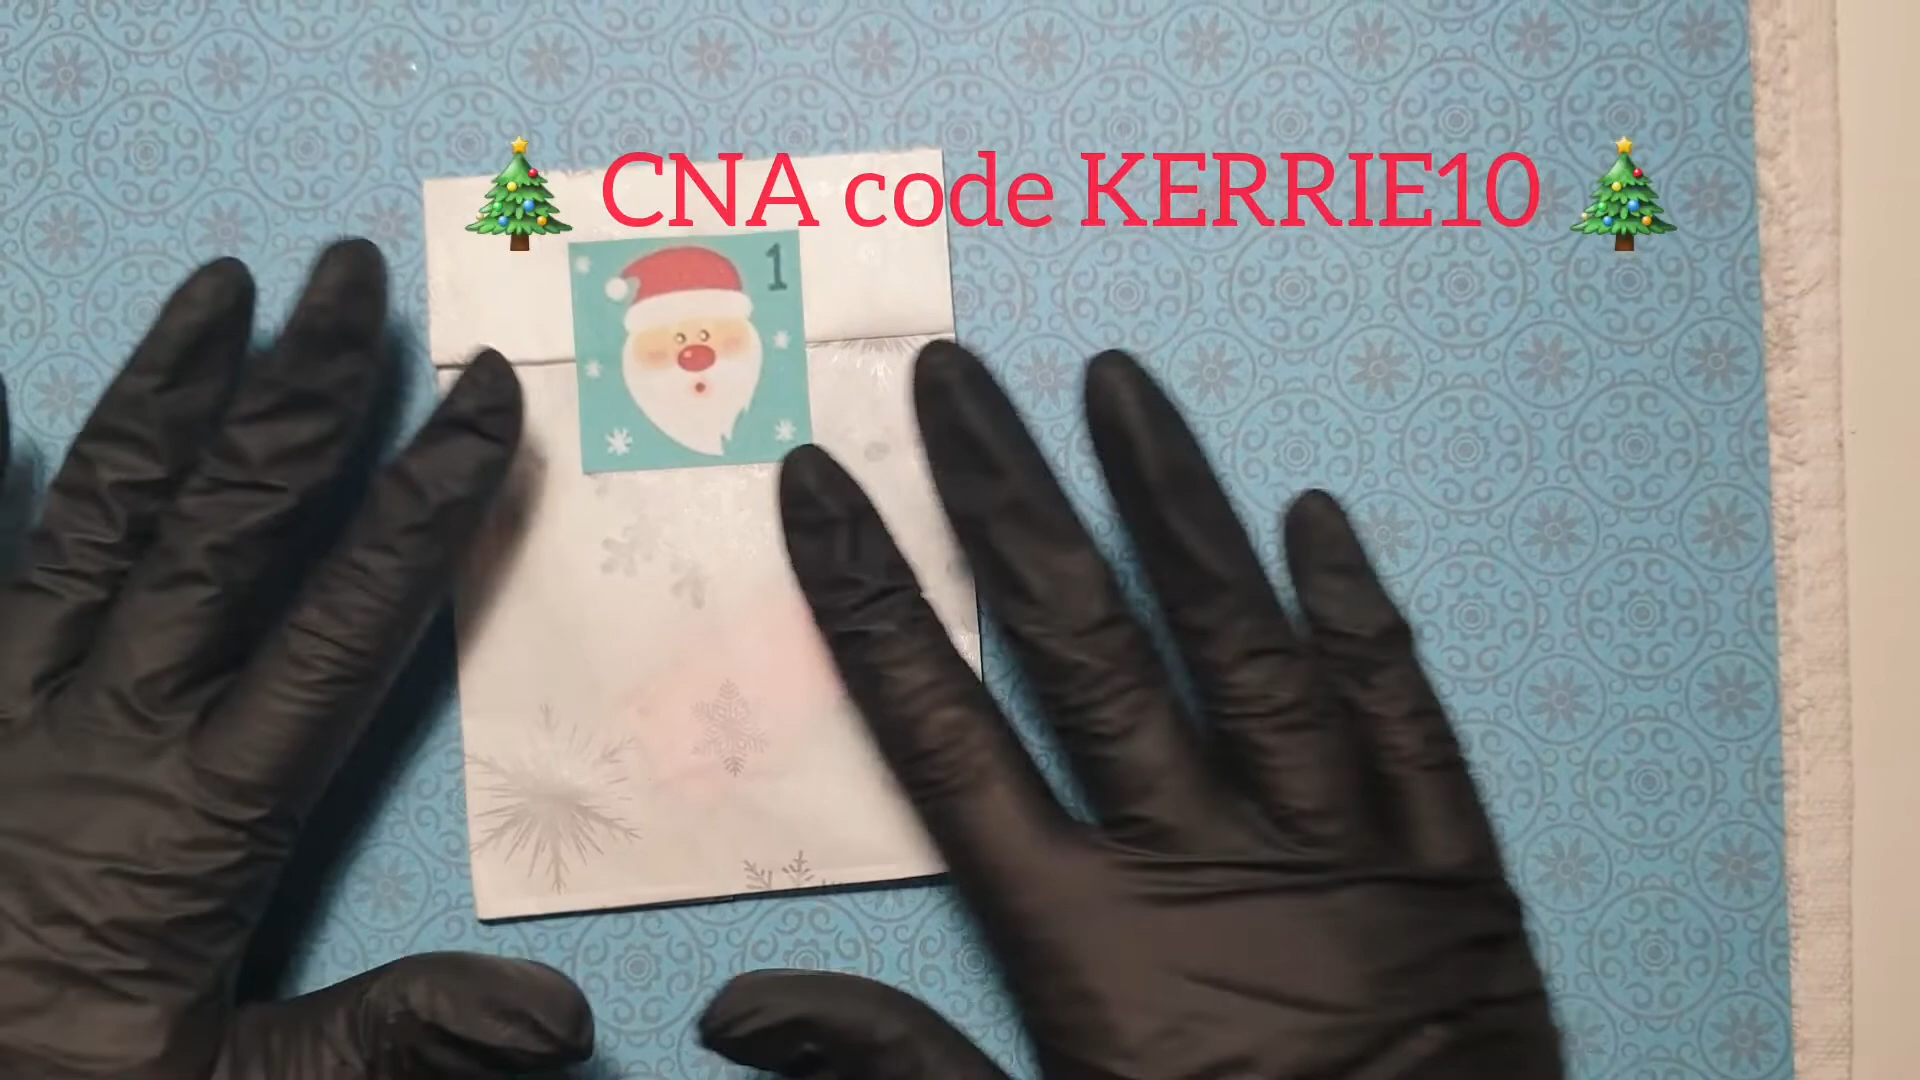 🎄 CNA code KERRIE10 🎄
1